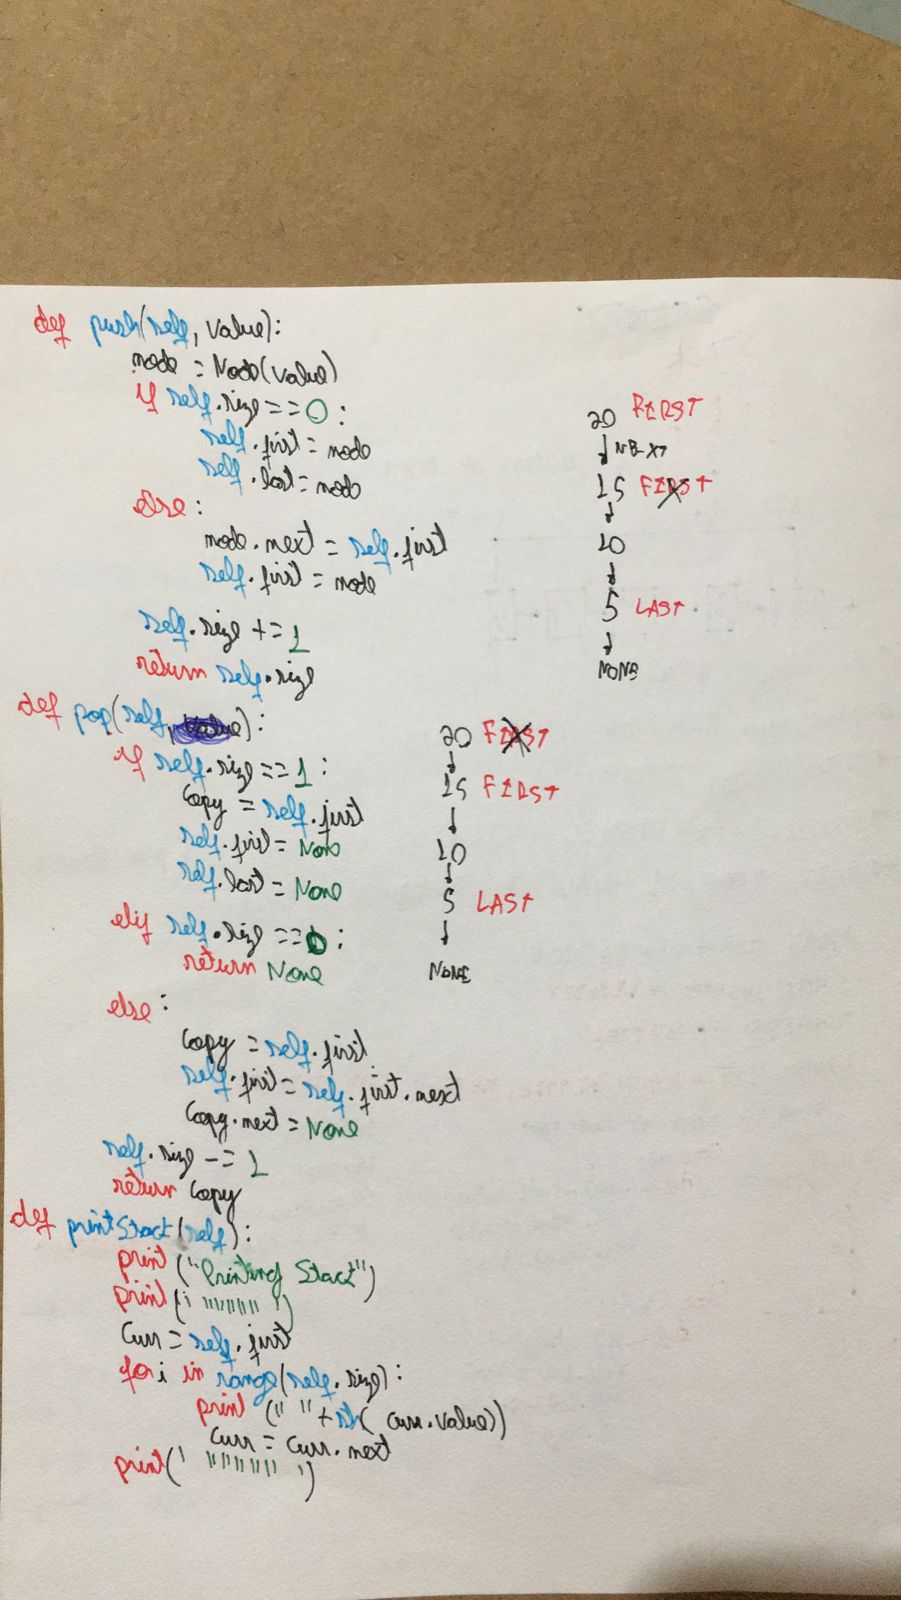 def push(self, value):
node = Node(value)
if self.size == 0:
self.first = node
self.last = node
else:
node.next = self.first
self.first = node
self.size += 1
return self.size
20 FIRST
NEXT
15 FIRST
10
5 LAST
NONE
def pop(self, value):
if self.size == 1:
copy = self.first
self.first = None
self.last = None
elif self.size == 0:
return None
else:
copy = self.first
self.first = self.first.next
copy.next = None
self.size -= 1
return copy
20 FIRST
15 FIRST
10
5 LAST
NONE
def printStack(self):
print("Printing Stack")
print(' """"""" ')
curr = self.first
for i in range(self.size):
print(" " + str(curr.value))
curr = curr.next
print(' """""""" ')